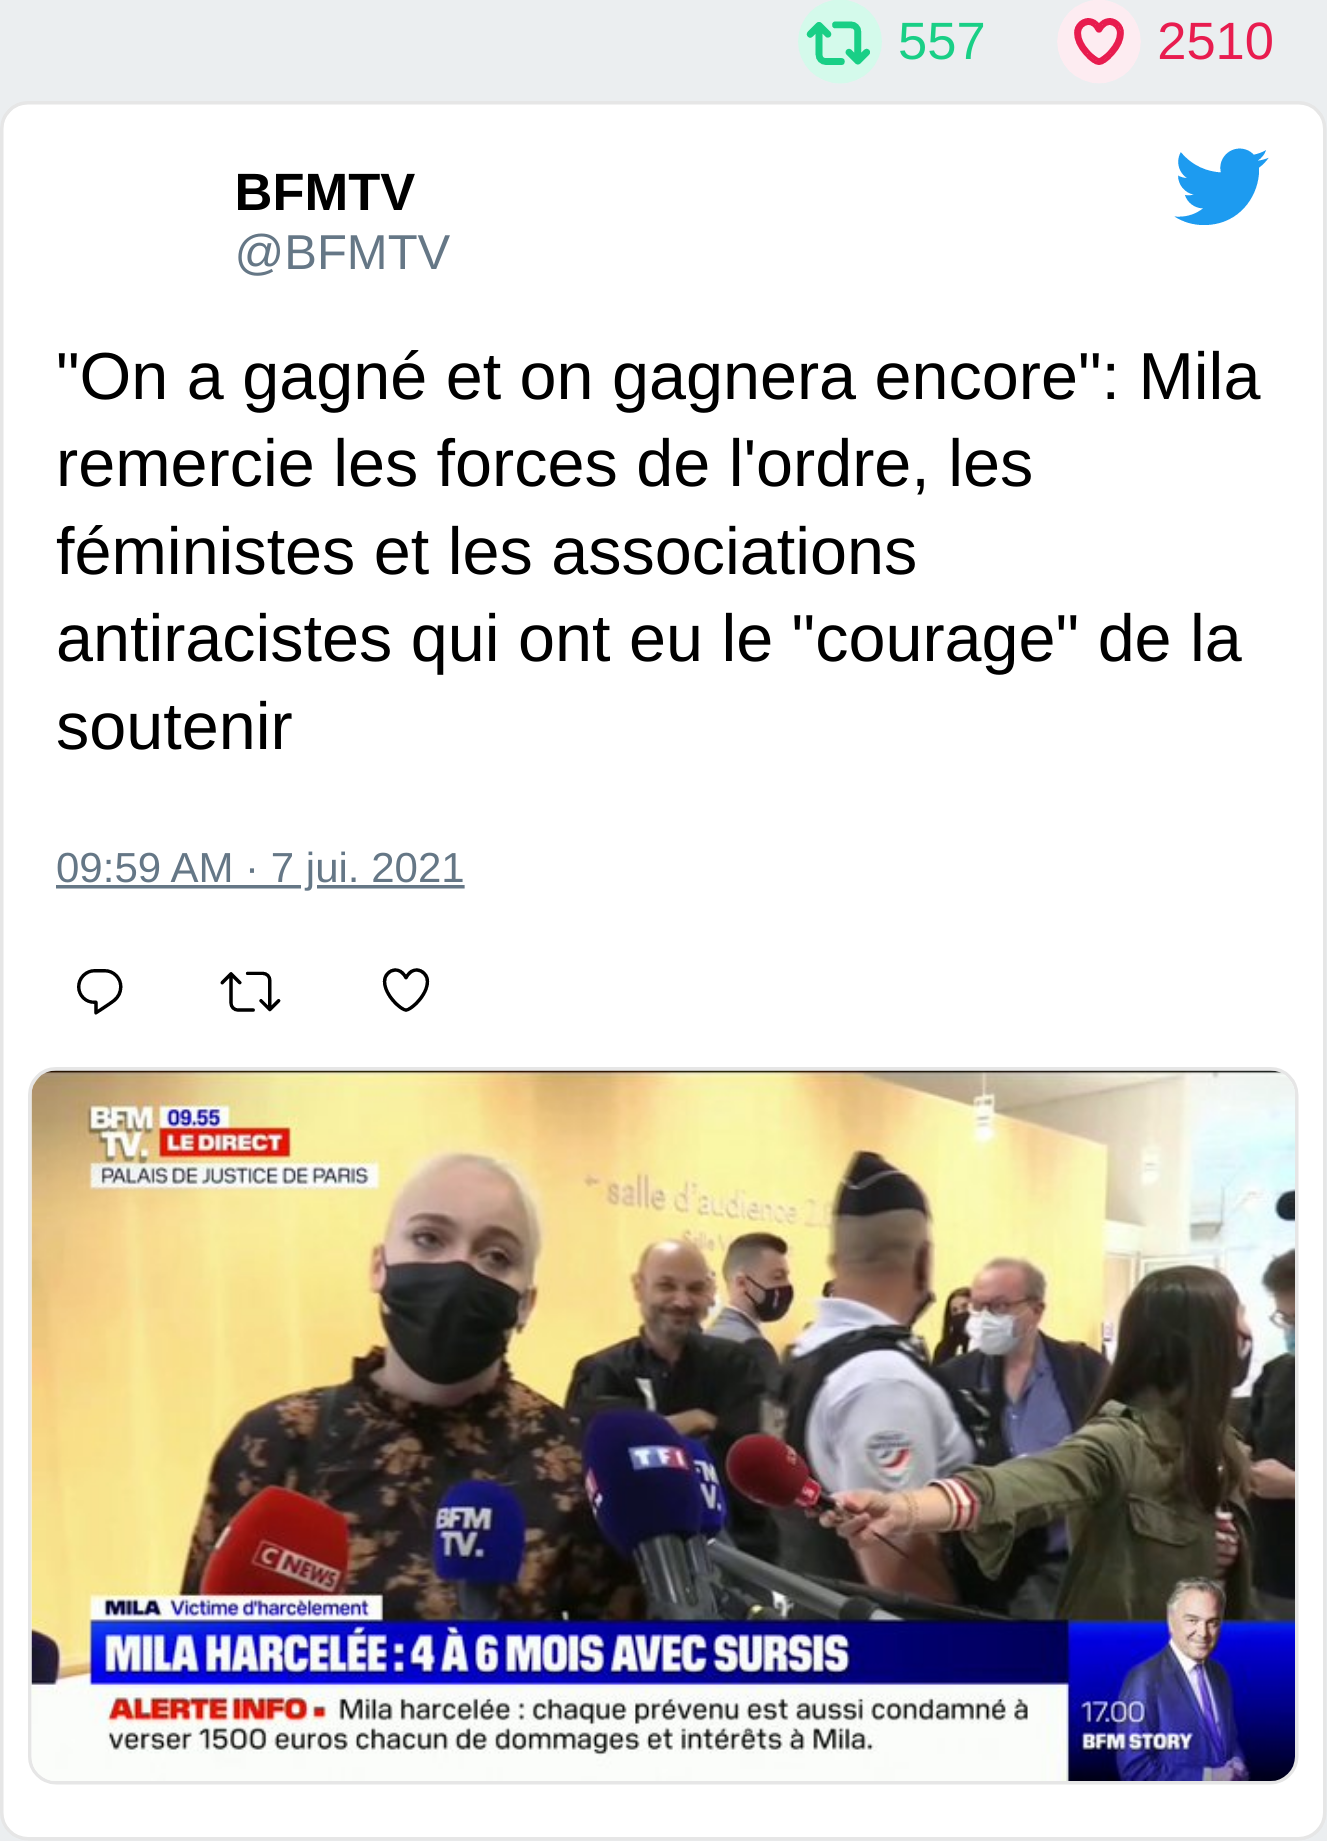 557 2510
BFMTV
@BFMTV
"On a gagné et on gagnera encore": Mila
remercie les forces de l'ordre, les
féministes et les associations
antiracistes qui ont eu le "courage" de la
soutenir
09:59 AM · 7 jui. 2021
BFM
TV.
09.55
LE DIRECT
PALAIS DE JUSTICE DE PARIS
salle d'audience
TF1
BFM
TV.
CNEWS
MILA Victime d'harcèlement
MILA HARCELÉE : 4 À 6 MOIS AVEC SURSIS
ALERTE INFO ▪ Mila harcelée : chaque prévenu est aussi condamné à
verser 1500 euros chacun de dommages et intérêts à Mila.
17.00
BFM STORY